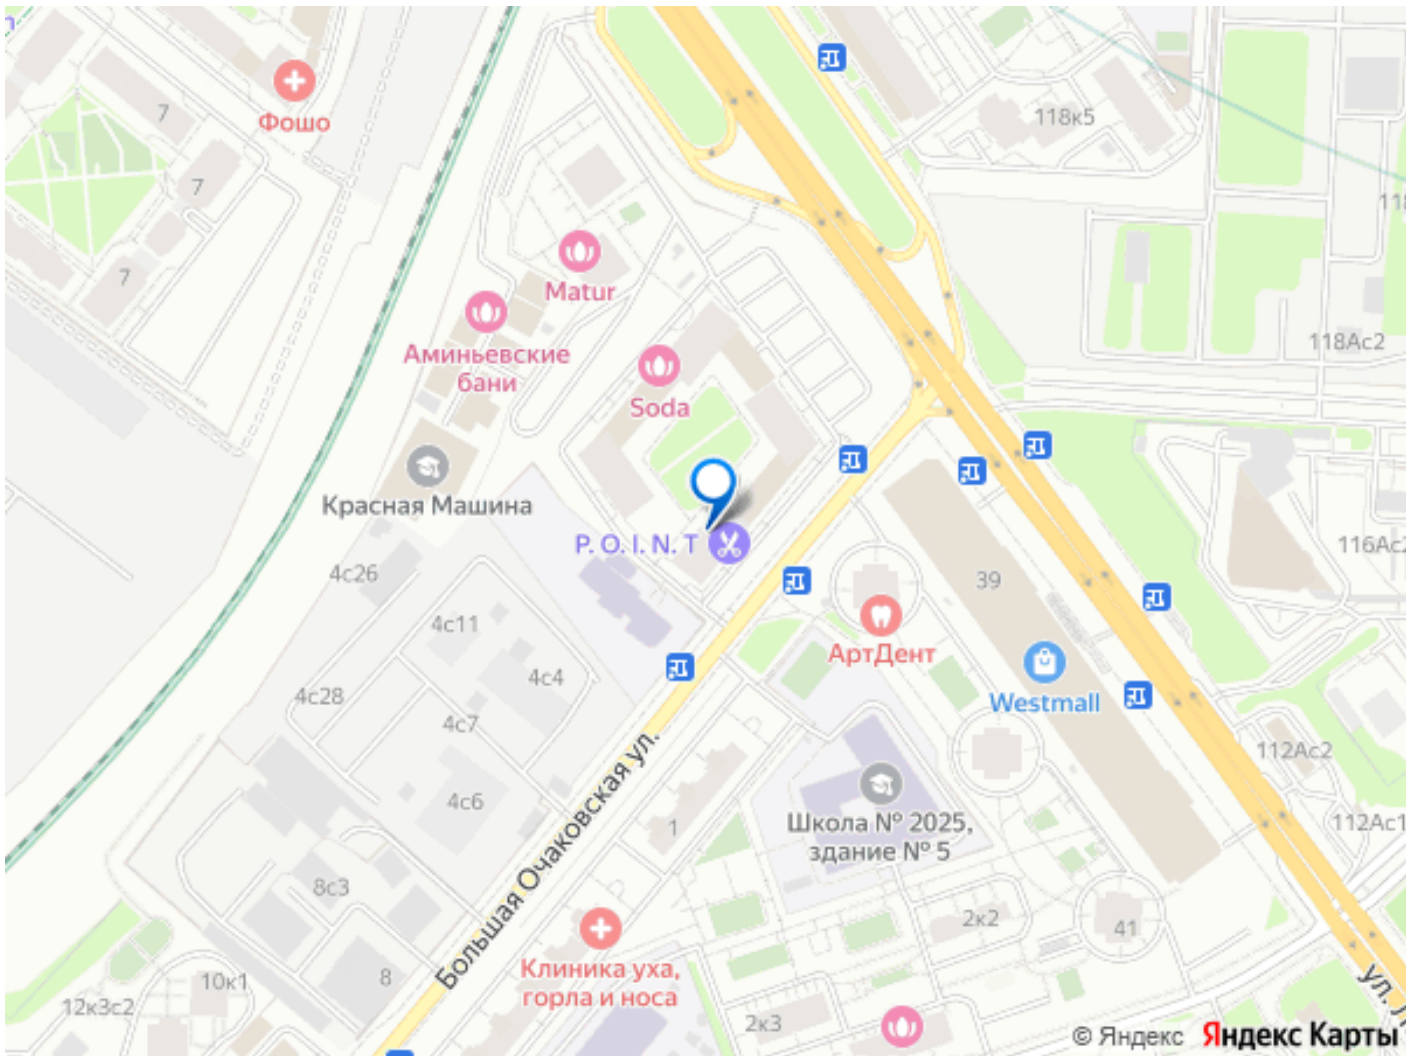 Фошо
7
7
7
118к5
118Ас2
Matur
Аминьевские
бани
Soda
Красная Машина
P. O. I. N. T
4с26
4с11
4с4
4с28
4с7
4с6
39
116Ас2
АртДент
Westmall
Большая Очаковская ул.
1
Школа № 2025,
здание № 5
112Ас2
112Ас1
8с3
8
10к1
12к3с2
Клиника уха,
горла и носа
2к2
41
2к3
ул.
© Яндекс Яндекс Карты